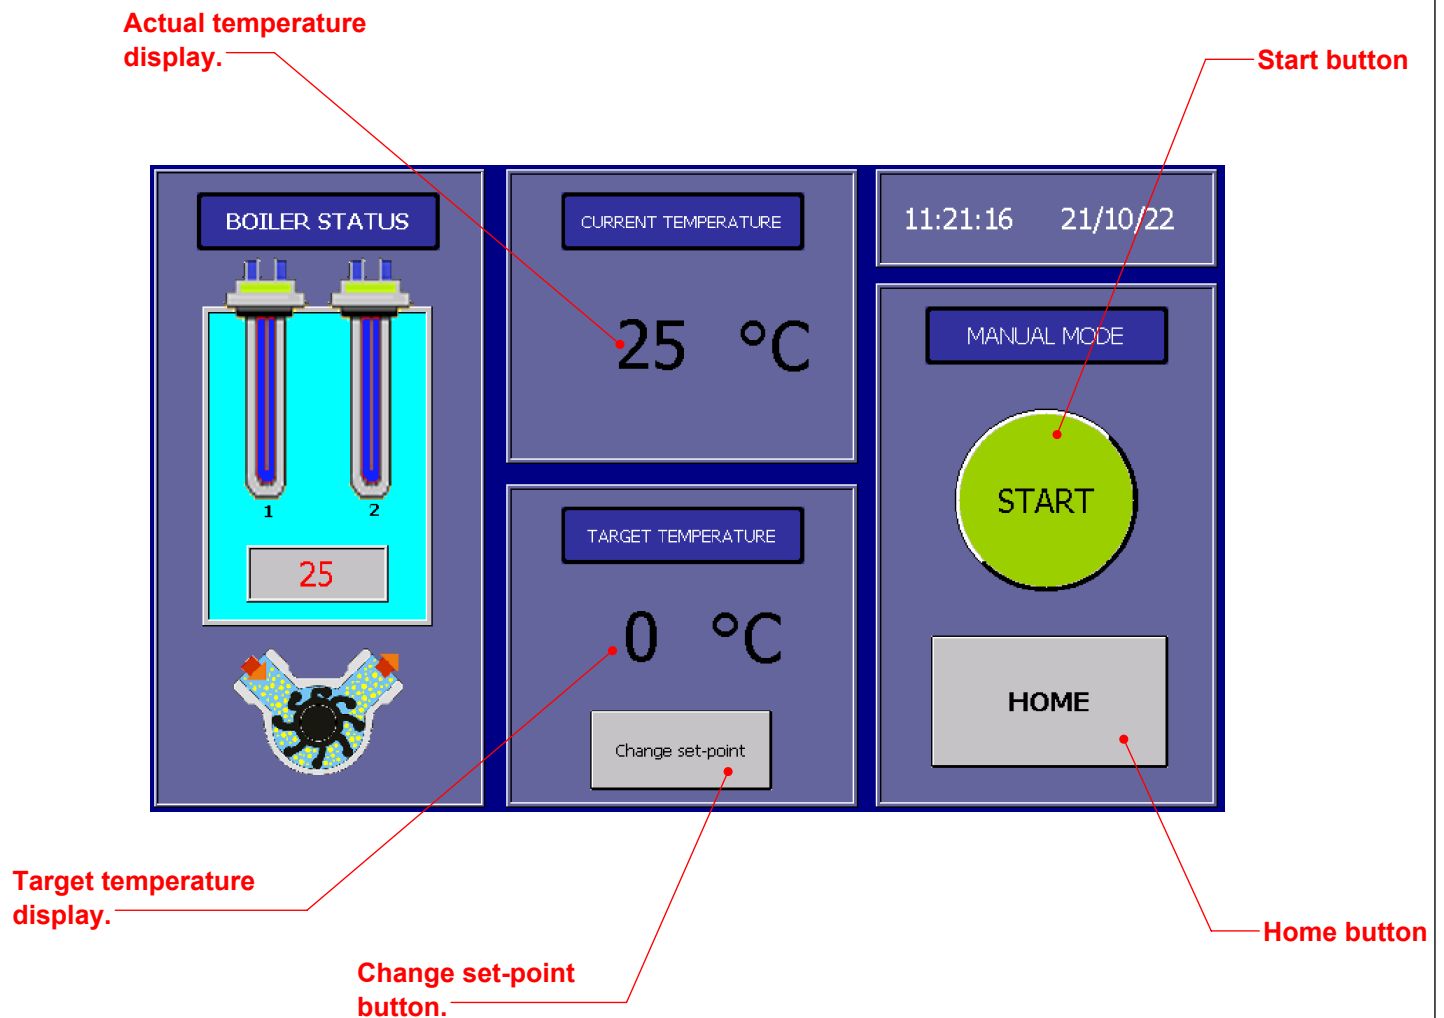 Actual temperature
display.
Start button
BOILER STATUS
1
2
25
CURRENT TEMPERATURE
25 °C
TARGET TEMPERATURE
0 °C
Change set-point
11:21:16 21/10/22
MANUAL MODE
START
HOME
Target temperature
display.
Change set-point
button.
Home button